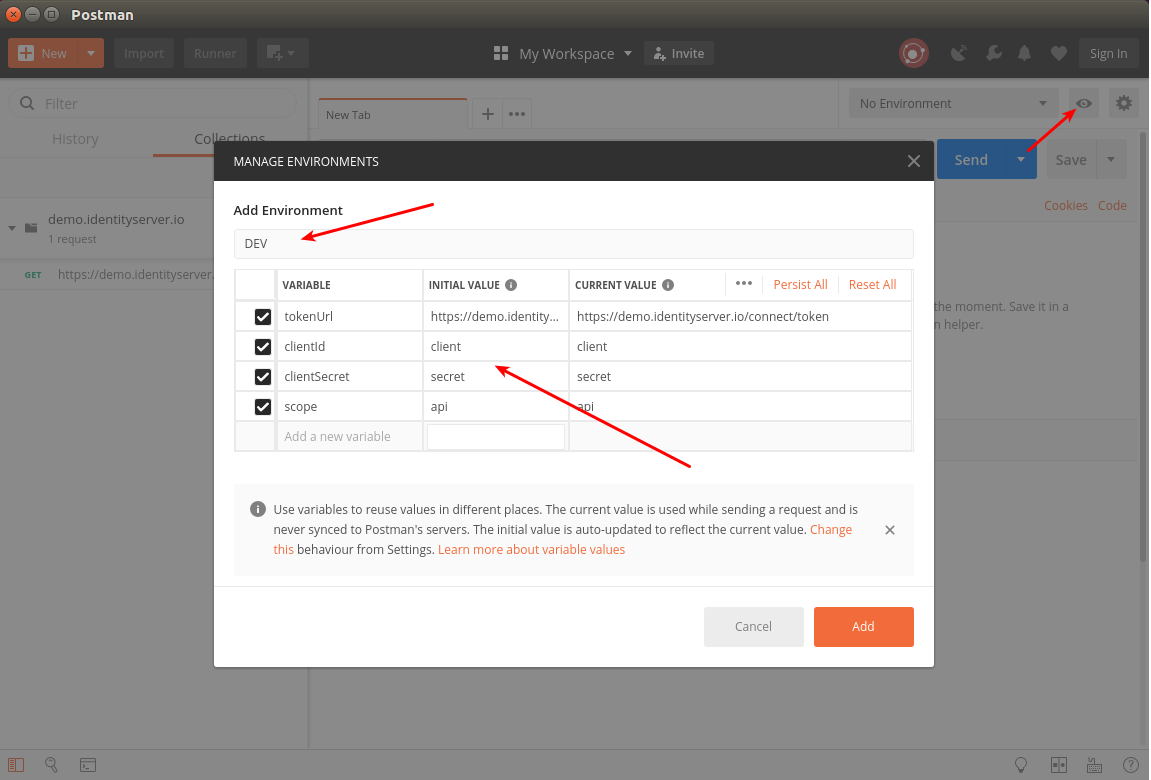 Postman
New
Import
Runner
My Workspace
Invite
Sign In
Filter
History
Collections
New Tab
No Environment
Send
Save
Cookies
Code
demo.identityserver.io
1 request
GET
https://demo.identityserver.
the moment. Save it in a
helper.
MANAGE ENVIRONMENTS
Add Environment
DEV
VARIABLE
INITIAL VALUE
CURRENT VALUE
Persist All
Reset All
tokenUrl
https://demo.identity...
https://demo.identityserver.io/connect/token
clientId
client
client
clientSecret
secret
secret
scope
api
api
Add a new variable
Use variables to reuse values in different places. The current value is used while sending a request and is
never synced to Postman's servers. The initial value is auto-updated to reflect the current value. Change
this behaviour from Settings. Learn more about variable values
Cancel
Add